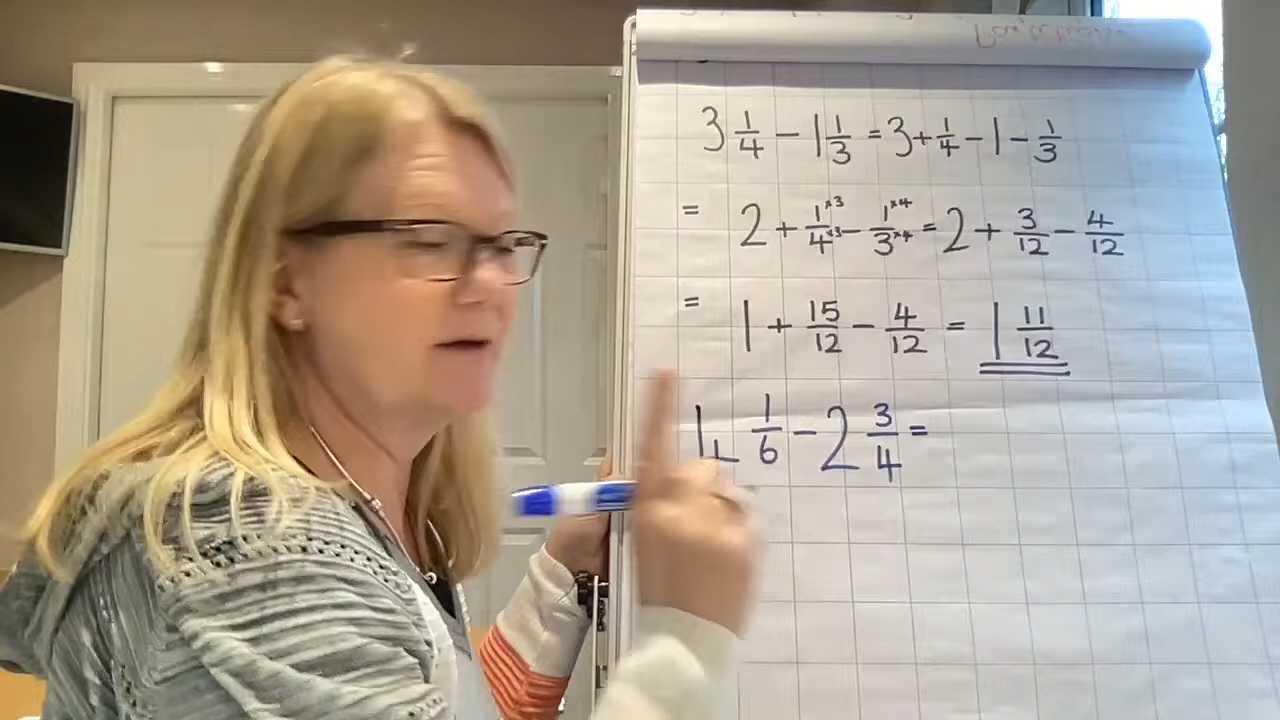 3 1/4 - 1 1/3 = 3 + 1/4 - 1 - 1/3
= 2 + 1×3/4×3 - 1×4/3×4 = 2 + 3/12 - 4/12
= 1 + 15/12 - 4/12 = 1 11/12
4 1/6 - 2 3/4 =